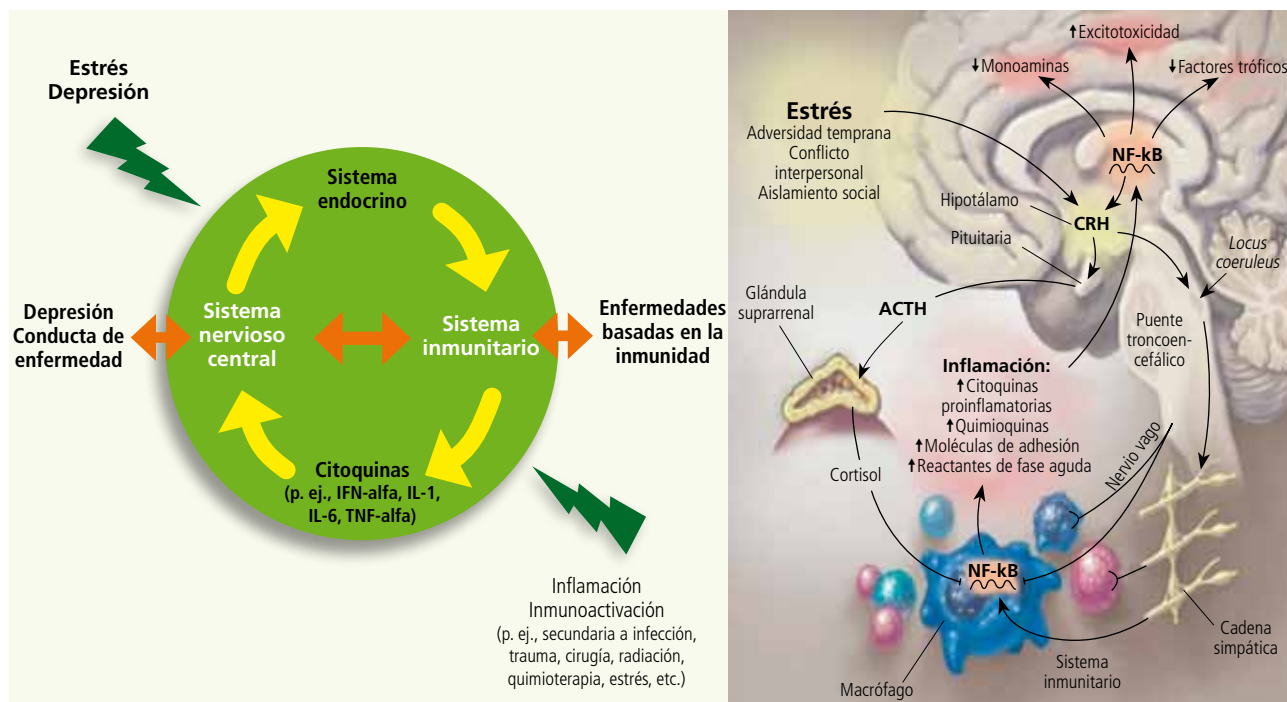 Estrés
Depresión
Sistema
endocrino
Depresión
Conducta de
enfermedad
Sistema
nervioso
central
Sistema
inmunitario
Enfermedades
basadas en la
inmunidad
Citoquinas
(p. ej., IFN-alfa, IL-1,
IL-6, TNF-alfa)
Inflamación
Inmunoactivación
(p. ej., secundaria a infección,
trauma, cirugía, radiación,
quimioterapia, estrés, etc.)
↑Excitotoxicidad
↓Monoaminas
↓Factores tróficos
Estrés
Adversidad temprana
Conflicto
interpersonal
Aislamiento social
NF-kB
Hipotálamo
CRH
Pituitaria
Locus
coeruleus
Glándula
suprarrenal
ACTH
Puente
troncoen-
cefálico
Inflamación:
↑Citoquinas
proinflamatorias
↑Quimioquinas
↑Moléculas de adhesión
↑Reactantes de fase aguda
Cortisol
Nervio vago
NF-kB
Cadena
simpática
Sistema
inmunitario
Macrófago